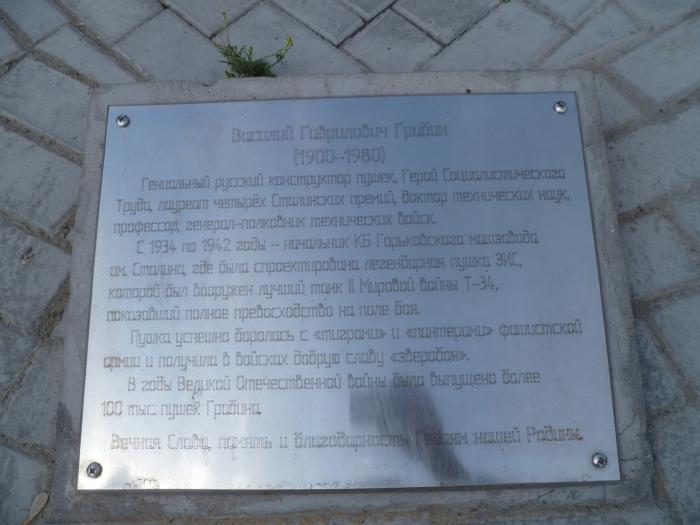 Василий Гаврилович Грабин
(1900-1980)
Гениальный русский конструктор пушек, Герой Социалистического
Труда, лауреат четырёх Сталинских премий, доктор технических наук,
профессор, генерал-полковник технических войск.
С 1934 по 1942 годы - начальник КБ Горьковского машзавода
им. Сталина, где была спроектирована легендарная пушка ЗИС,
которой был вооружен лучший танк II Мировой войны Т-34,
показавший полное превосходство на поле боя.
Пушка успешно боролась с «тиграми» и «пантерами» фашистской
армии и получила в войсках добрую славу «зверобоя».
В годы Великой Отечественной войны было выпущено более
100 тыс. пушек Грабина.
Вечная Слава, память и благодарность Героям нашей Родины.